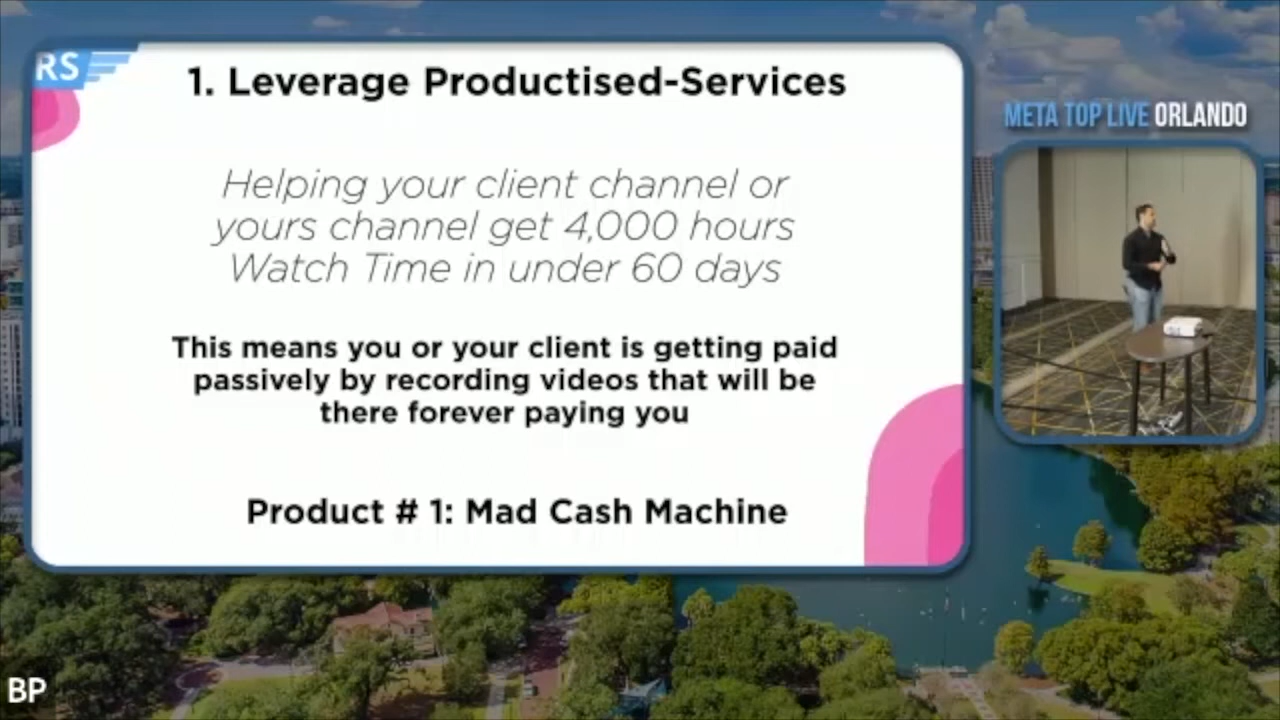 RS
1. Leverage Productised-Services
META TOP LIVE ORLANDO
Helping your client channel or
yours channel get 4,000 hours
Watch Time in under 60 days
This means you or your client is getting paid
passively by recording videos that will be
there forever paying you
Product # 1: Mad Cash Machine
BP